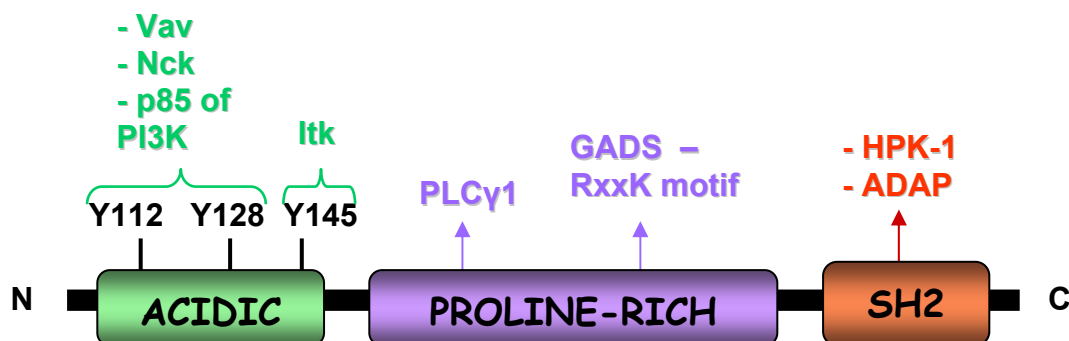 - Vav
- Nck
- p85 of
PI3K
Itk
GADS –
RxxK motif
PLCγ1
- HPK-1
- ADAP
Y112 Y128 Y145
N ACIDIC PROLINE-RICH SH2 C